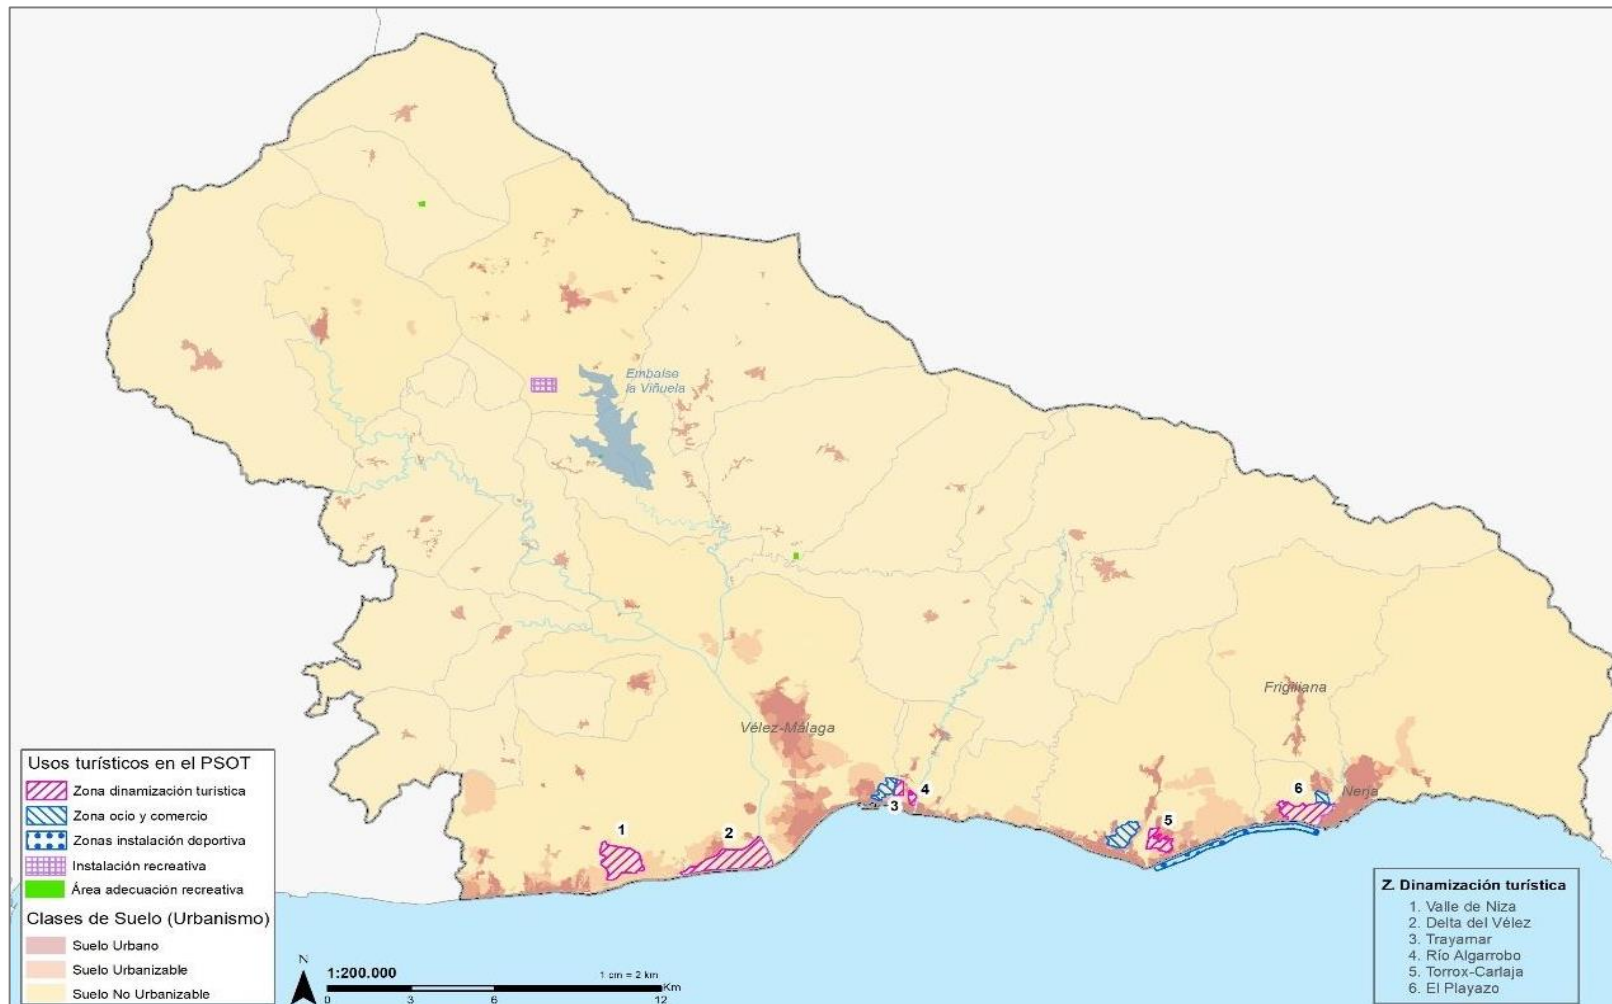 Embalse
la Viñuela
Vélez-Málaga
Frigiliana
Nerja
1
2
3
4
5
6
Usos turísticos en el PSOT
Zona dinamización turística
Zona ocio y comercio
Zonas instalación doportiva
Instalación recreativa
Área adecuación recreativa
Clases de Suelo (Urbanismo)
Suelo Urbano
Suelo Urbanizable
Suelo No Urbanizable
N
1:200.000
1 cm = 2 km
0 3 6 12 Km
Z. Dinamización turística
1. Valle de Niza
2. Delta del Vélez
3. Trayamar
4. Río Algarrobo
5. Torrox-Carlaja
6. El Playazo